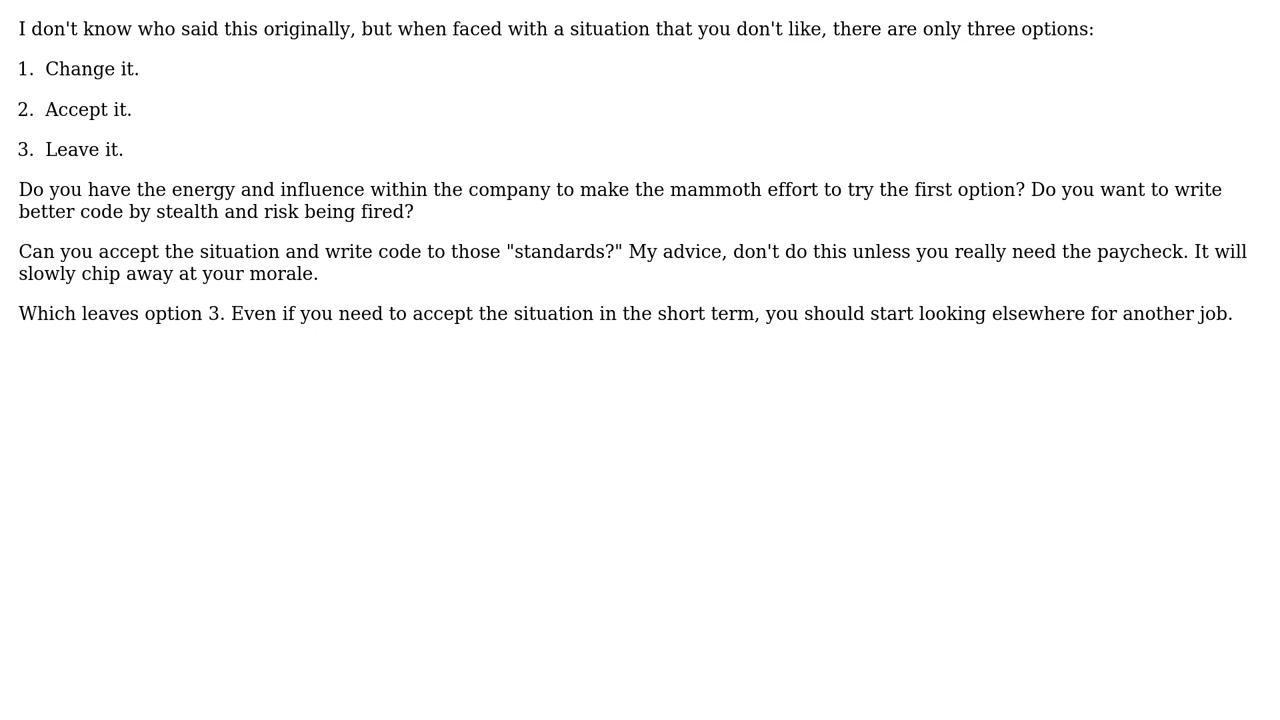 I don't know who said this originally, but when faced with a situation that you don't like, there are only three options:
1. Change it.
2. Accept it.
3. Leave it.
Do you have the energy and influence within the company to make the mammoth effort to try the first option? Do you want to write
better code by stealth and risk being fired?
Can you accept the situation and write code to those "standards?" My advice, don't do this unless you really need the paycheck. It will
slowly chip away at your morale.
Which leaves option 3. Even if you need to accept the situation in the short term, you should start looking elsewhere for another job.